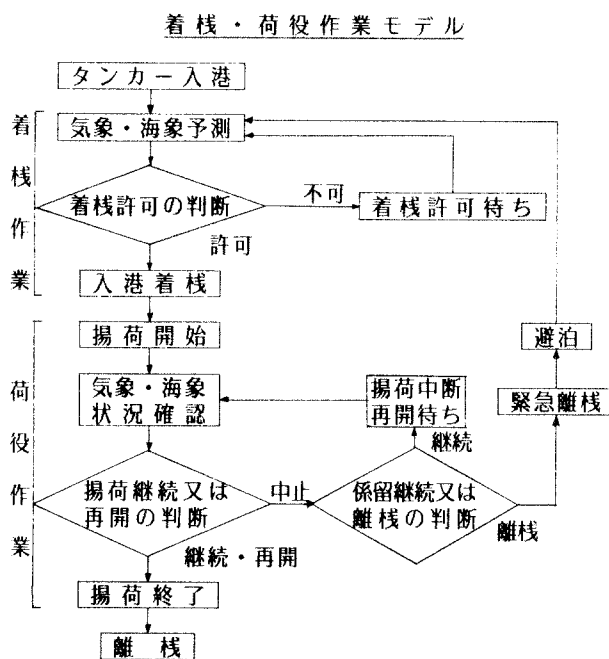 着桟・荷役作業モデル
タンカー入港
着桟作業
気象・海象予測
着桟許可の判断
不可
着桟許可待ち
許可
入港着桟
荷役作業
揚荷開始
避泊
気象・海象
状況確認
揚荷中断
再開待ち
緊急離桟
継続
揚荷継続又は
再開の判断
中止
係留継続又は
離桟の判断
離桟
継続・再開
揚荷終了
離桟